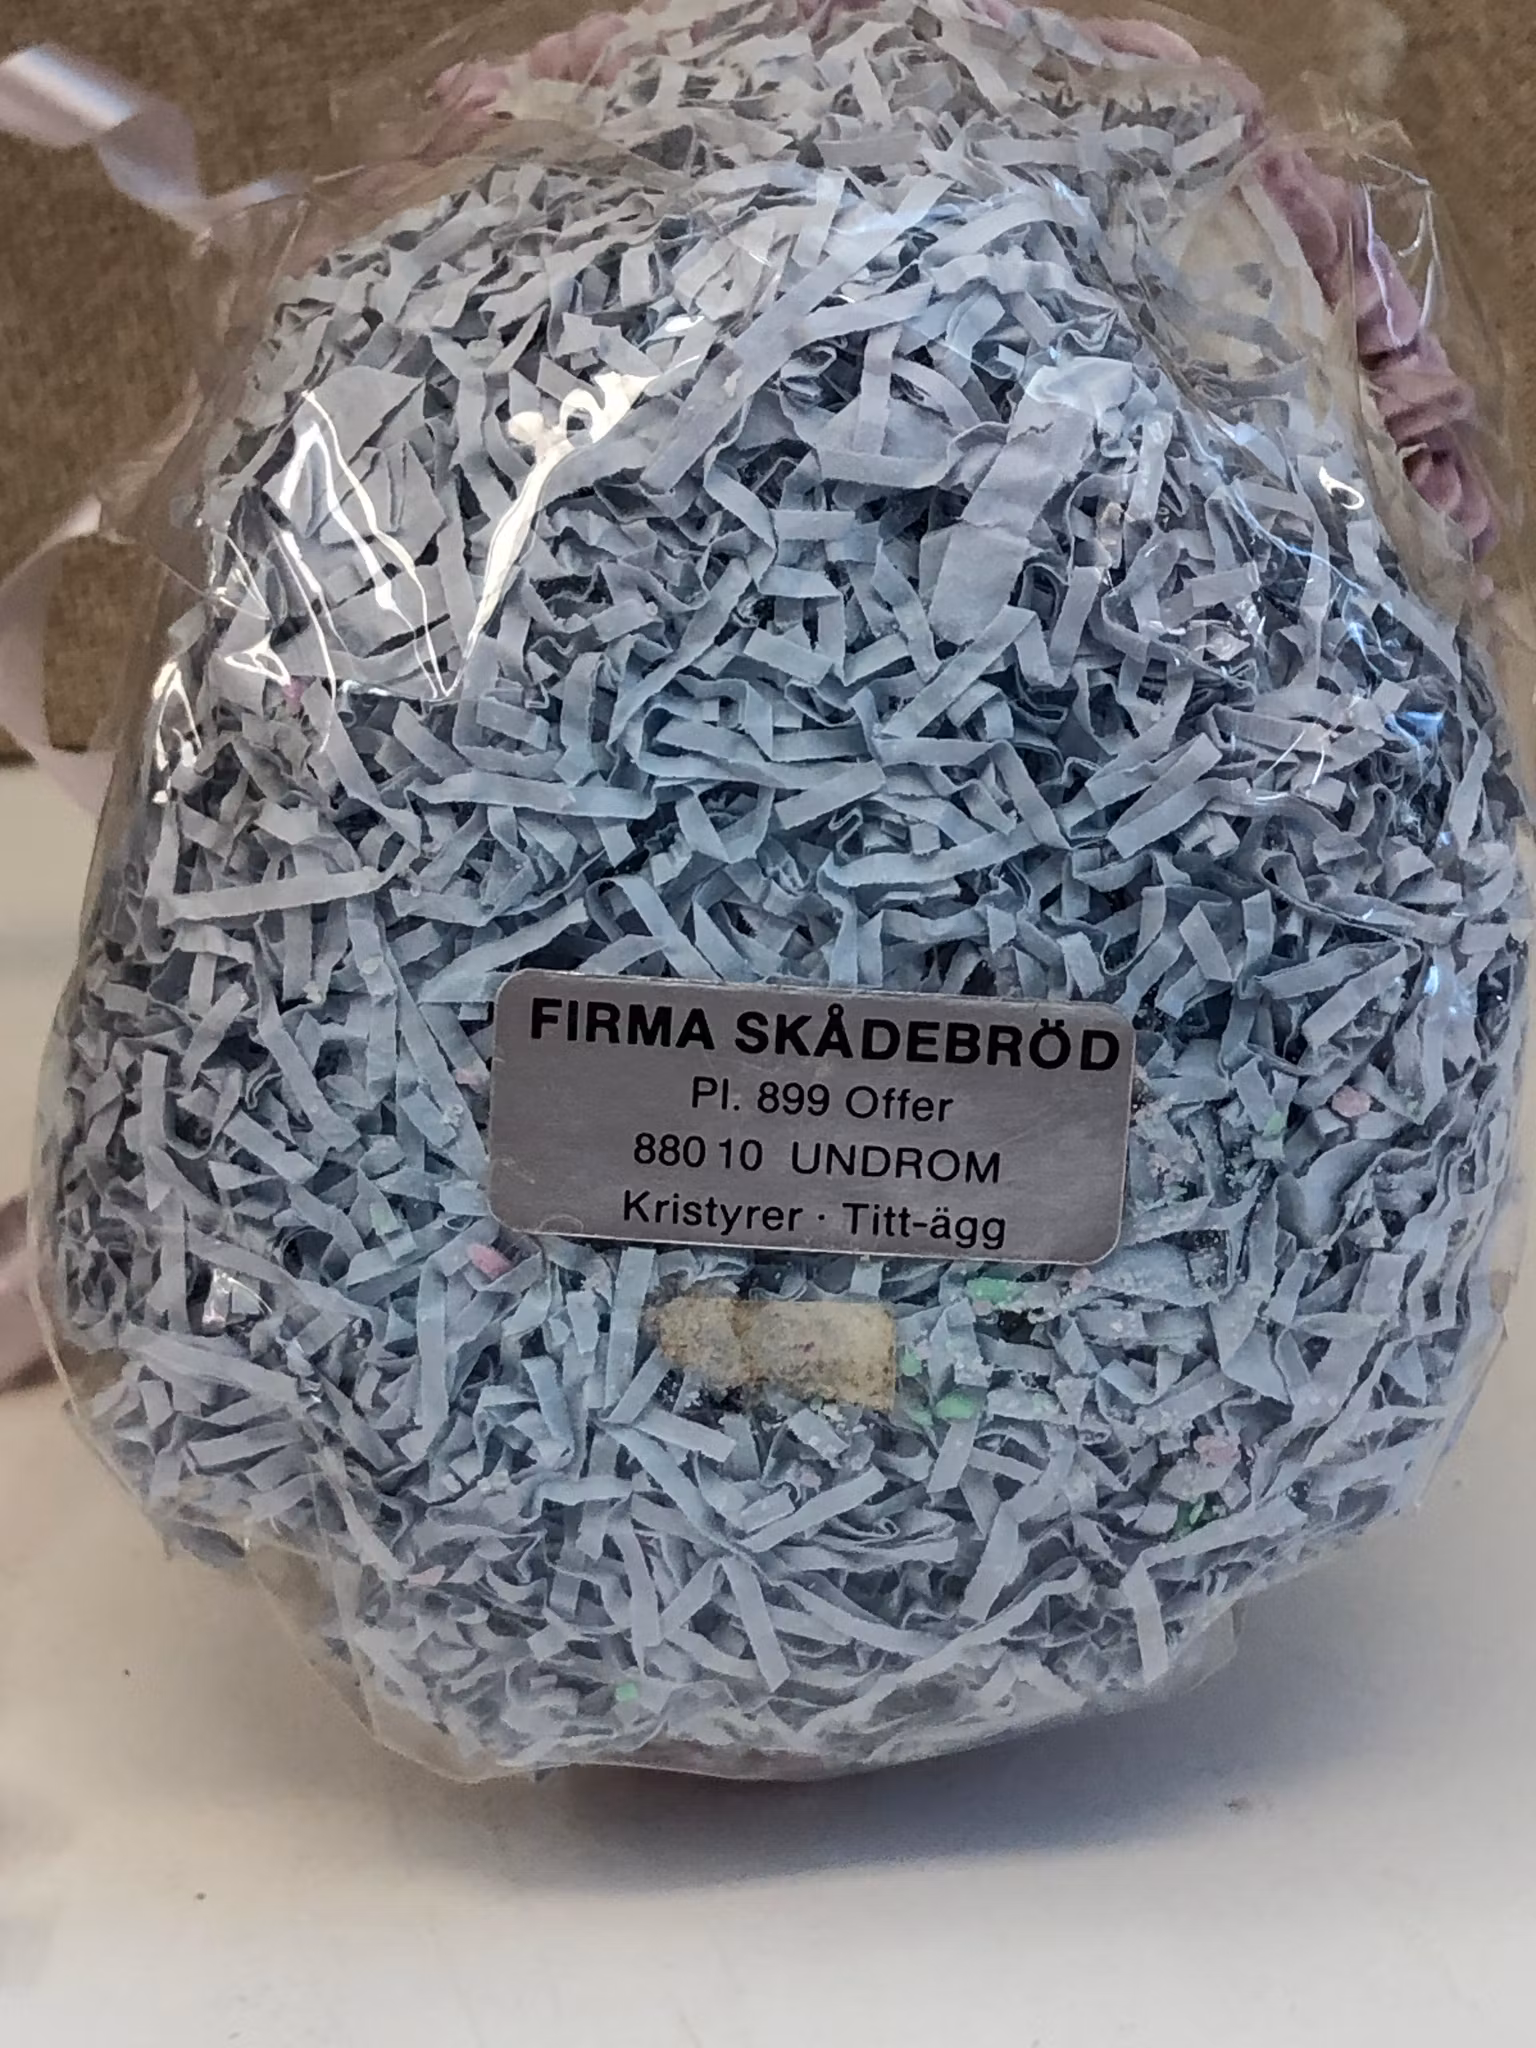 FIRMA SKÅDEBRÖD
Pl. 899 Offer
880 10 UNDROM
Kristyrer · Titt-ägg